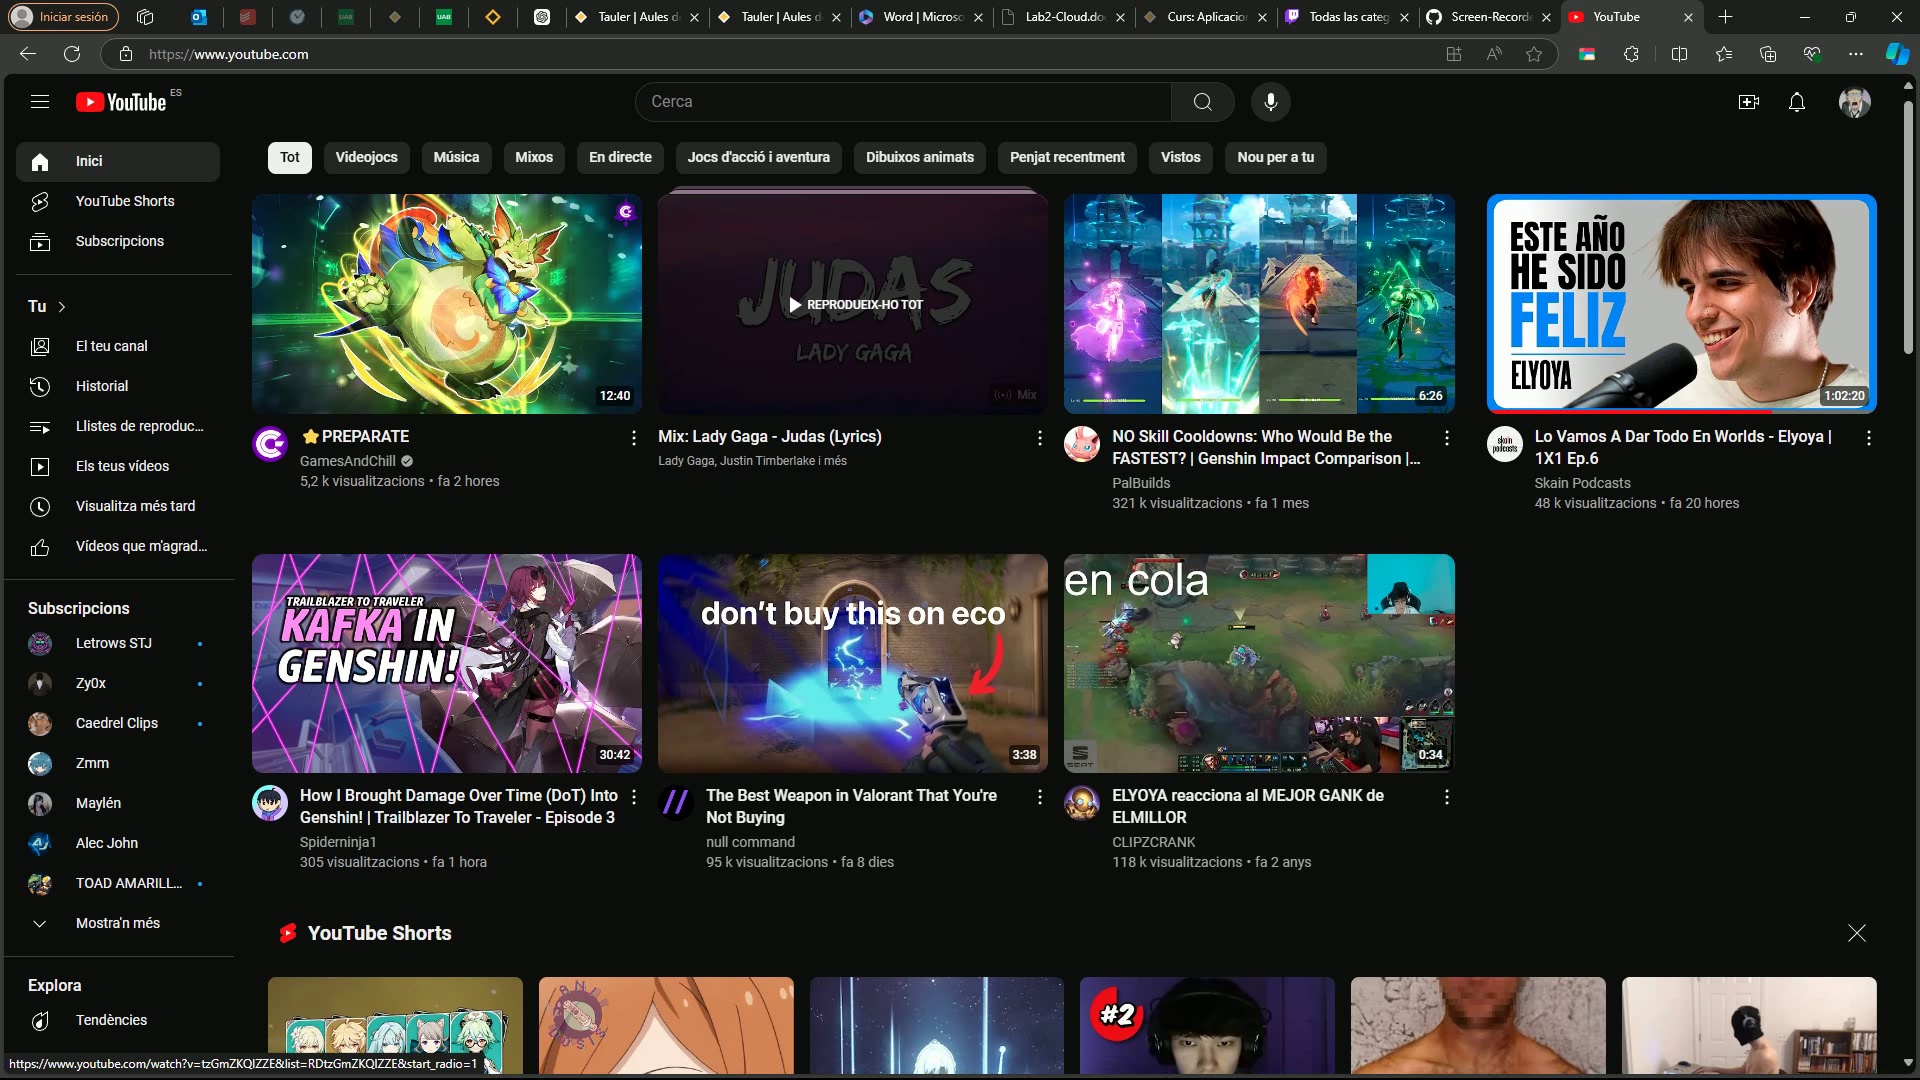 Iniciar sesión
Tauler | Aules d
Tauler | Aules d
Word | Microso
Lab2-Cloud.do
Curs: Aplicacio
Todas las categ
Screen-Record
YouTube
https://www.youtube.com
YouTube ES
Cerca
Inici
YouTube Shorts
Subscripcions
Tu
El teu canal
Historial
Llistes de reproduc...
Els teus vídeos
Visualitza més tard
Vídeos que m'agrad...
Subscripcions
Letrows STJ
Zy0x
Caedrel Clips
Zmm
Maylén
Alec John
TOAD AMARILL...
Mostra'n més
Explora
Tendències
Tot
Videojocs
Música
Mixos
En directe
Jocs d'acció i aventura
Dibuixos animats
Penjat recentment
Vistos
Nou per a tu
12:40
PREPARATE
GamesAndChill
5,2 k visualitzacions • fa 2 hores
JUDAS
REPRODUEIX-HO TOT
LADY GAGA
Mix
Mix: Lady Gaga - Judas (Lyrics)
Lady Gaga, Justin Timberlake i més
6:26
NO Skill Cooldowns: Who Would Be the
FASTEST? | Genshin Impact Comparison |...
PalBuilds
321 k visualitzacions • fa 1 mes
ESTE AÑO
HE SIDO
FELIZ
ELYOYA
1:02:20
skain
podcasts
Lo Vamos A Dar Todo En Worlds - Elyoya |
1X1 Ep.6
Skain Podcasts
48 k visualitzacions • fa 20 hores
TRAILBLAZER TO TRAVELER
KAFKA IN
GENSHIN!
30:42
How I Brought Damage Over Time (DoT) Into
Genshin! | Trailblazer To Traveler - Episode 3
Spiderninja1
305 visualitzacions • fa 1 hora
don't buy this on eco
3:38
The Best Weapon in Valorant That You're
Not Buying
null command
95 k visualitzacions • fa 8 dies
en cola
SEAT
0:34
ELYOYA reacciona al MEJOR GANK de
ELMILLOR
CLIPZCRANK
118 k visualitzacions • fa 2 anys
YouTube Shorts
#2
https://www.youtube.com/watch?v=tzGmZKQIZZE&list=RDtzGmZKQIZZE&start_radio=1